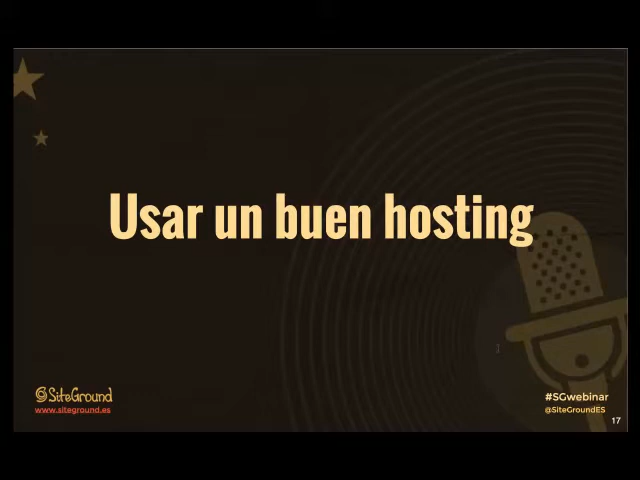 Usar un buen hosting
SiteGround
www.siteground.es
#SGwebinar
@SiteGroundES
17